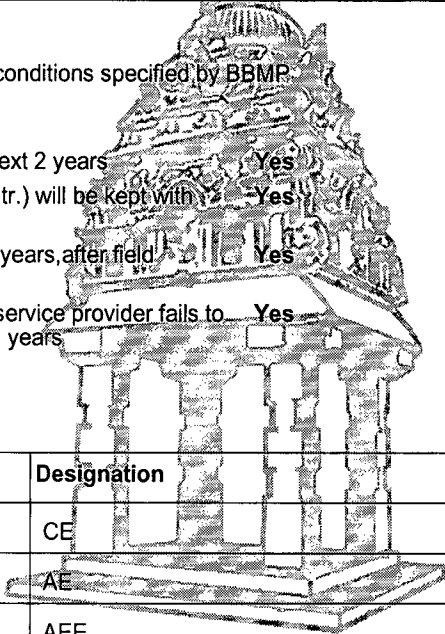 conditions specified by BBMP
ext 2 years Yes
tr.) will be kept with Yes
years, after field Yes
service provider fails to Yes
years
Designation
CE
AE
AEE